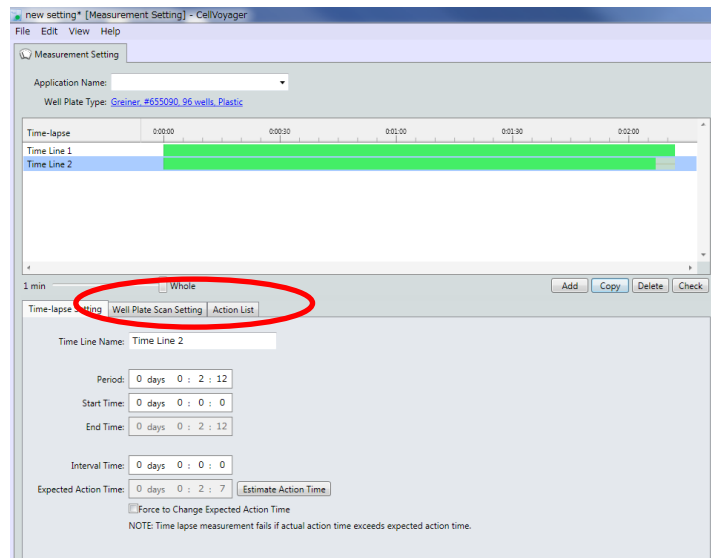 new setting* [Measurement Setting] - CellVoyager
File Edit View Help
Measurement Setting
Application Name:
Well Plate Type: Greiner, #655090, 96 wells, Plastic
Time-lapse 0:00:00 0:00:30 0:01:00 0:01:30 0:02:00
Time Line 1
Time Line 2
1 min Whole Add Copy Delete Check
Time-lapse Setting Well Plate Scan Setting Action List
Time Line Name: Time Line 2
Period: 0 days 0 : 2 : 12
Start Time: 0 days 0 : 0 : 0
End Time: 0 days 0 : 2 : 12
Interval Time: 0 days 0 : 0 : 0
Expected Action Time: 0 days 0 : 2 : 7 Estimate Action Time
Force to Change Expected Action Time
NOTE: Time lapse measurement fails if actual action time exceeds expected action time.